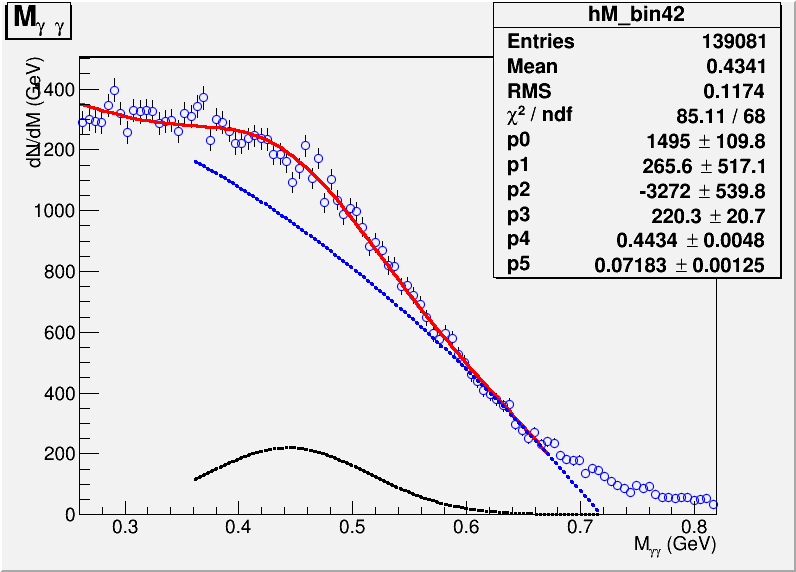 M γ γ
hM_bin42
Entries 139081
Mean 0.4341
RMS 0.1174
χ² / ndf 85.11 / 68
p0 1495 ± 109.8
p1 265.6 ± 517.1
p2 -3272 ± 539.8
p3 220.3 ± 20.7
p4 0.4434 ± 0.0048
p5 0.07183 ± 0.00125
dN/dM (GeV)
1400
1200
1000
800
600
400
200
0
0.3 0.4 0.5 0.6 0.7 0.8
Mγγ (GeV)